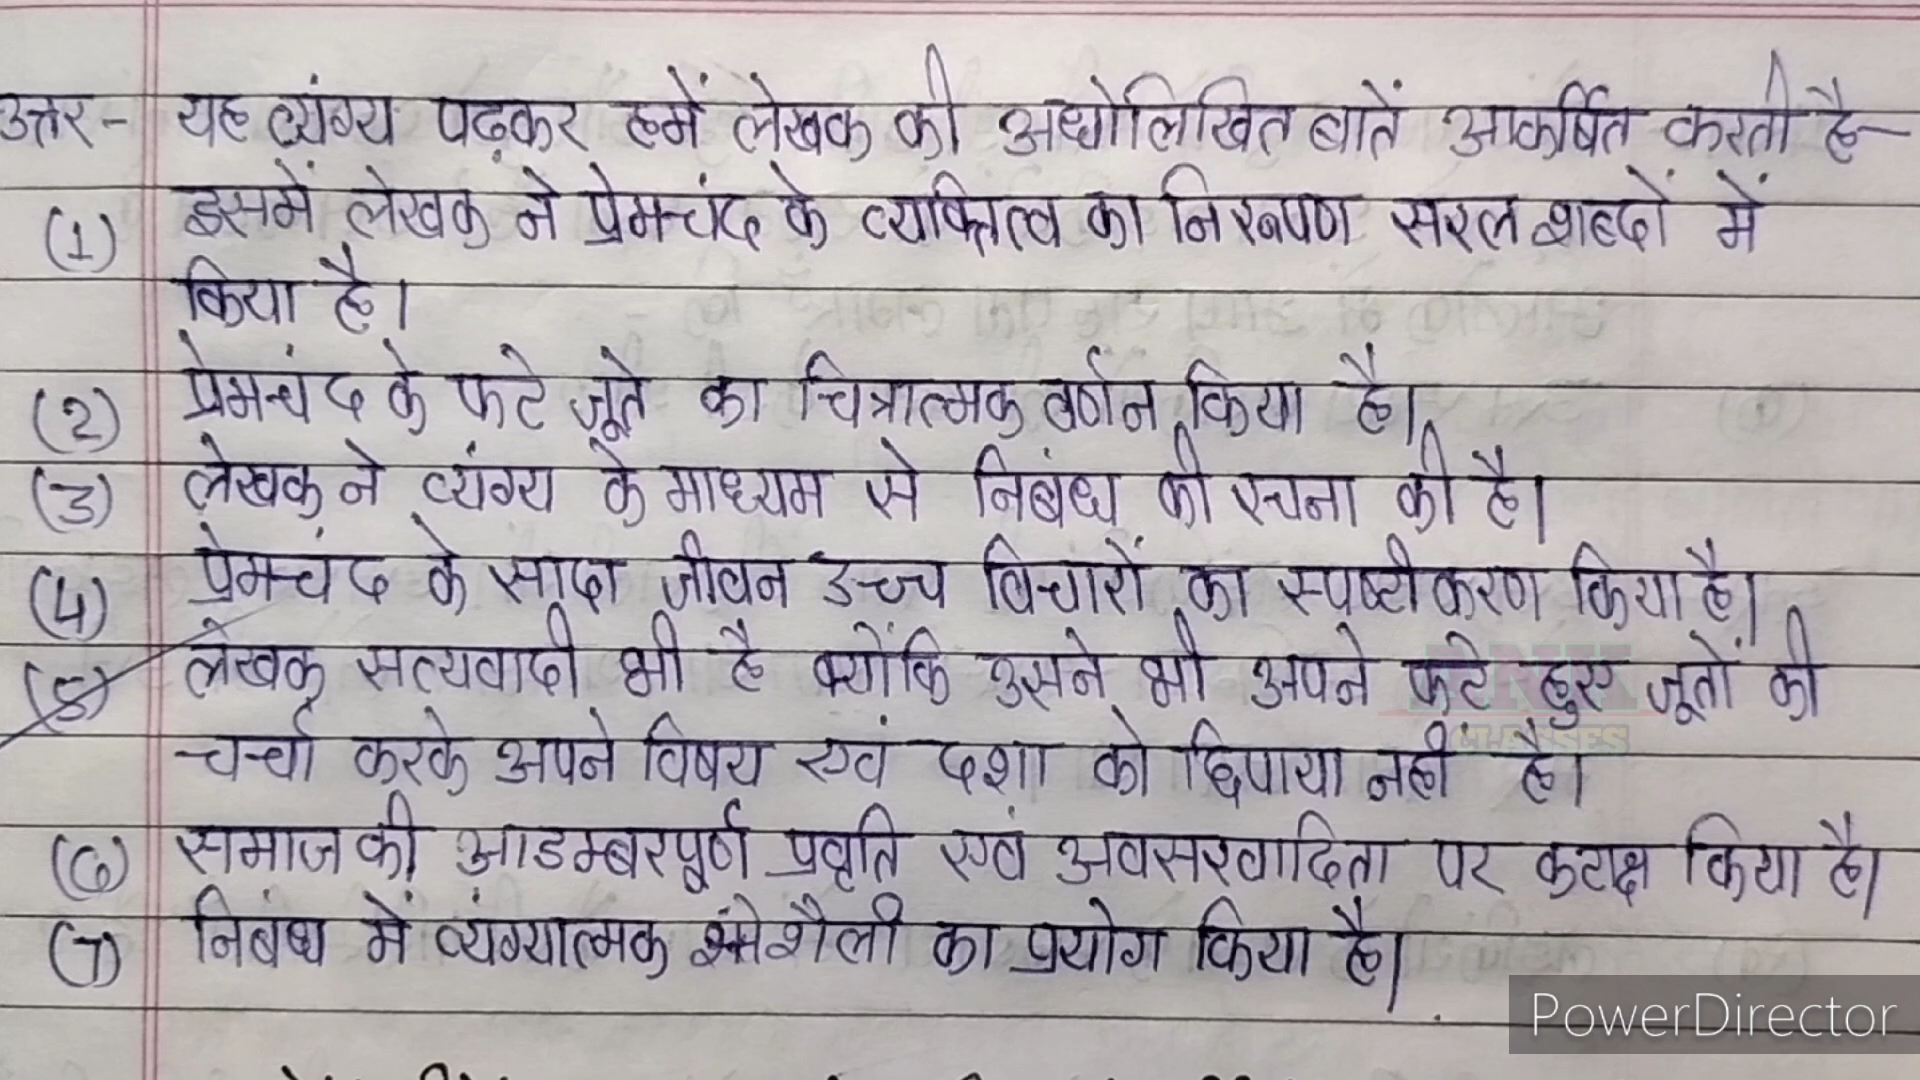 उत्तर - यह व्यंग्य पढ़कर हमें लेखक की अधोलिखित बातें आकर्षित करती है-
(1) इसमें लेखक ने प्रेमचंद के व्यक्तित्व का निरूपण सरल शब्दों में
किया है।
(2) प्रेमचंद के फटे जूते का चित्रात्मक वर्णन किया है।
(3) लेखक ने व्यंग्य के माध्यम से निबंध की रचना की है।
(4) प्रेमचंद के सादा जीवन उच्च विचारों का स्पष्टीकरण किया है।
(5) लेखक सत्यवादी भी है क्योंकि उसने भी अपने फटे हुए जूतों की
चर्चा करके अपने विषय एवं दशा को छिपाया नहीं है।
CLASSES
(6) समाज की आडम्बरपूर्ण प्रवृति एवं अवसरवादिता पर कटाक्ष किया है।
(7) निबंध में व्यंग्यात्मक शैली का प्रयोग किया है।
PowerDirector